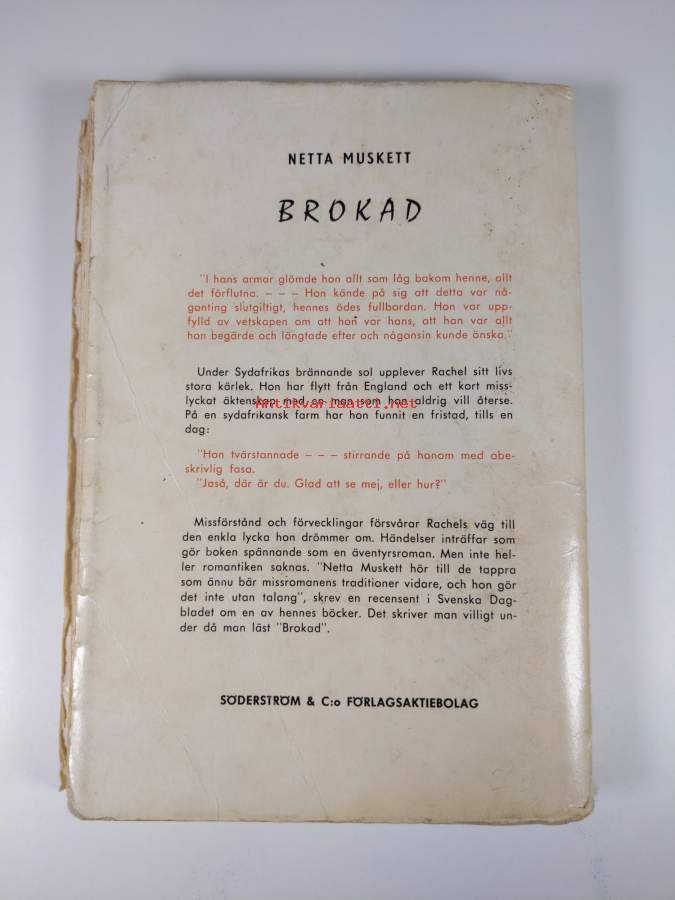 NETTA MUSKETT
BROKAD
"I hans armar glömde hon allt som låg bakom henne, allt
det förflutna. – – – Hon kände på sig att detta var nå-
ganting slutgiltigt, hennes ödes fullbordan. Hon var upp-
fylld av vetskapen om att han var hans, att han var allt
hon begärde och längtade efter och någonsin kunde önska."
Under Sydafrikas brännande sol upplever Rachel sitt livs
stora kärlek. Hon har flytt från England och ett kort miss-
lyckat äktenskap med en man som hon aldrig vill återse.
Antikvariaatti.net
På en sydafrikansk farm har hon funnit en fristad, tills en
dag:
"Hon tvärstannade – – – stirrande på honom med obe-
skrivlig fasa.
"Jaså, där är du. Glad att se mej, eller hur?"
Missförstånd och förvecklingar försvårar Rachels väg till
den enkla lycka hon drömmer om. Händelser inträffar som
gör boken spännande som en äventyrsroman. Men inte hel-
ler romantiken saknas. "Netta Muskett hör till de tappra
som ännu bär missromanens traditioner vidare, och hon gör
det inte utan talang", skrev en recensent i Svenska Dag-
bladet om en av hennes böcker. Det skriver man villigt un-
der då man läst "Brokad".
SÖDERSTRÖM & C:o FÖRLAGSAKTIEBOLAG